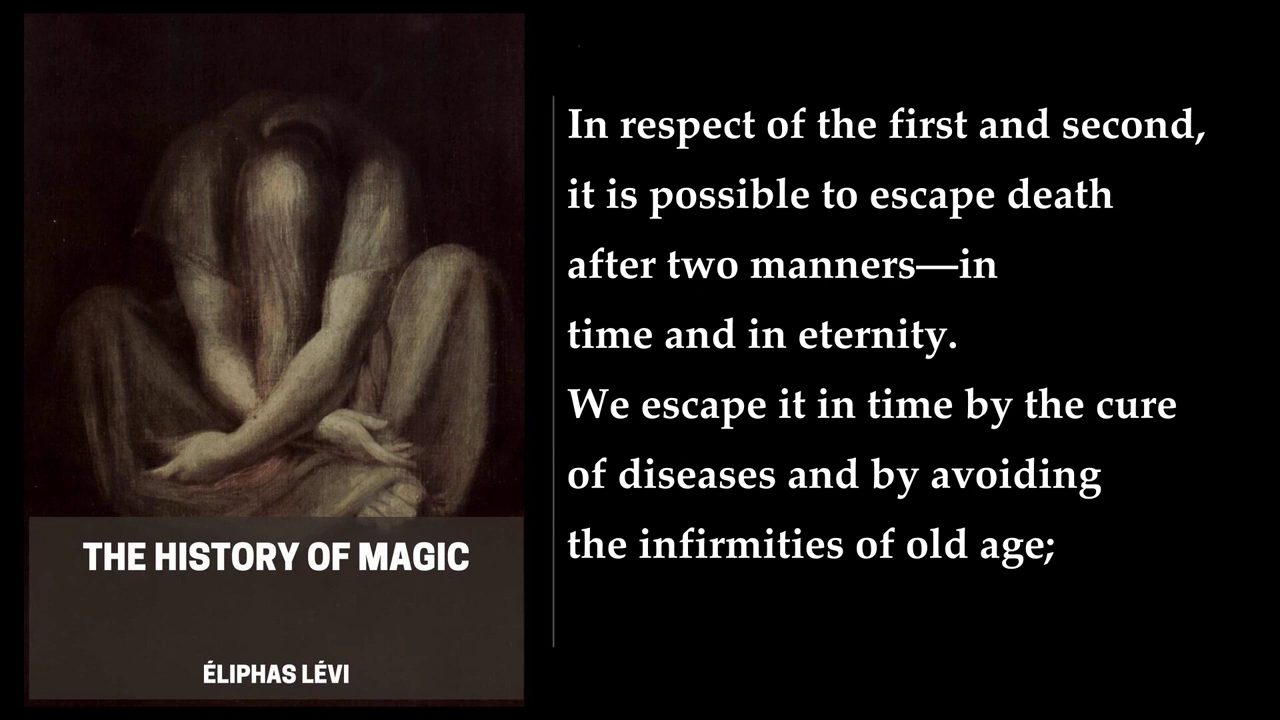 THE HISTORY OF MAGIC
ÉLIPHAS LÉVI
In respect of the first and second,
it is possible to escape death
after two manners—in
time and in eternity.
We escape it in time by the cure
of diseases and by avoiding
the infirmities of old age;